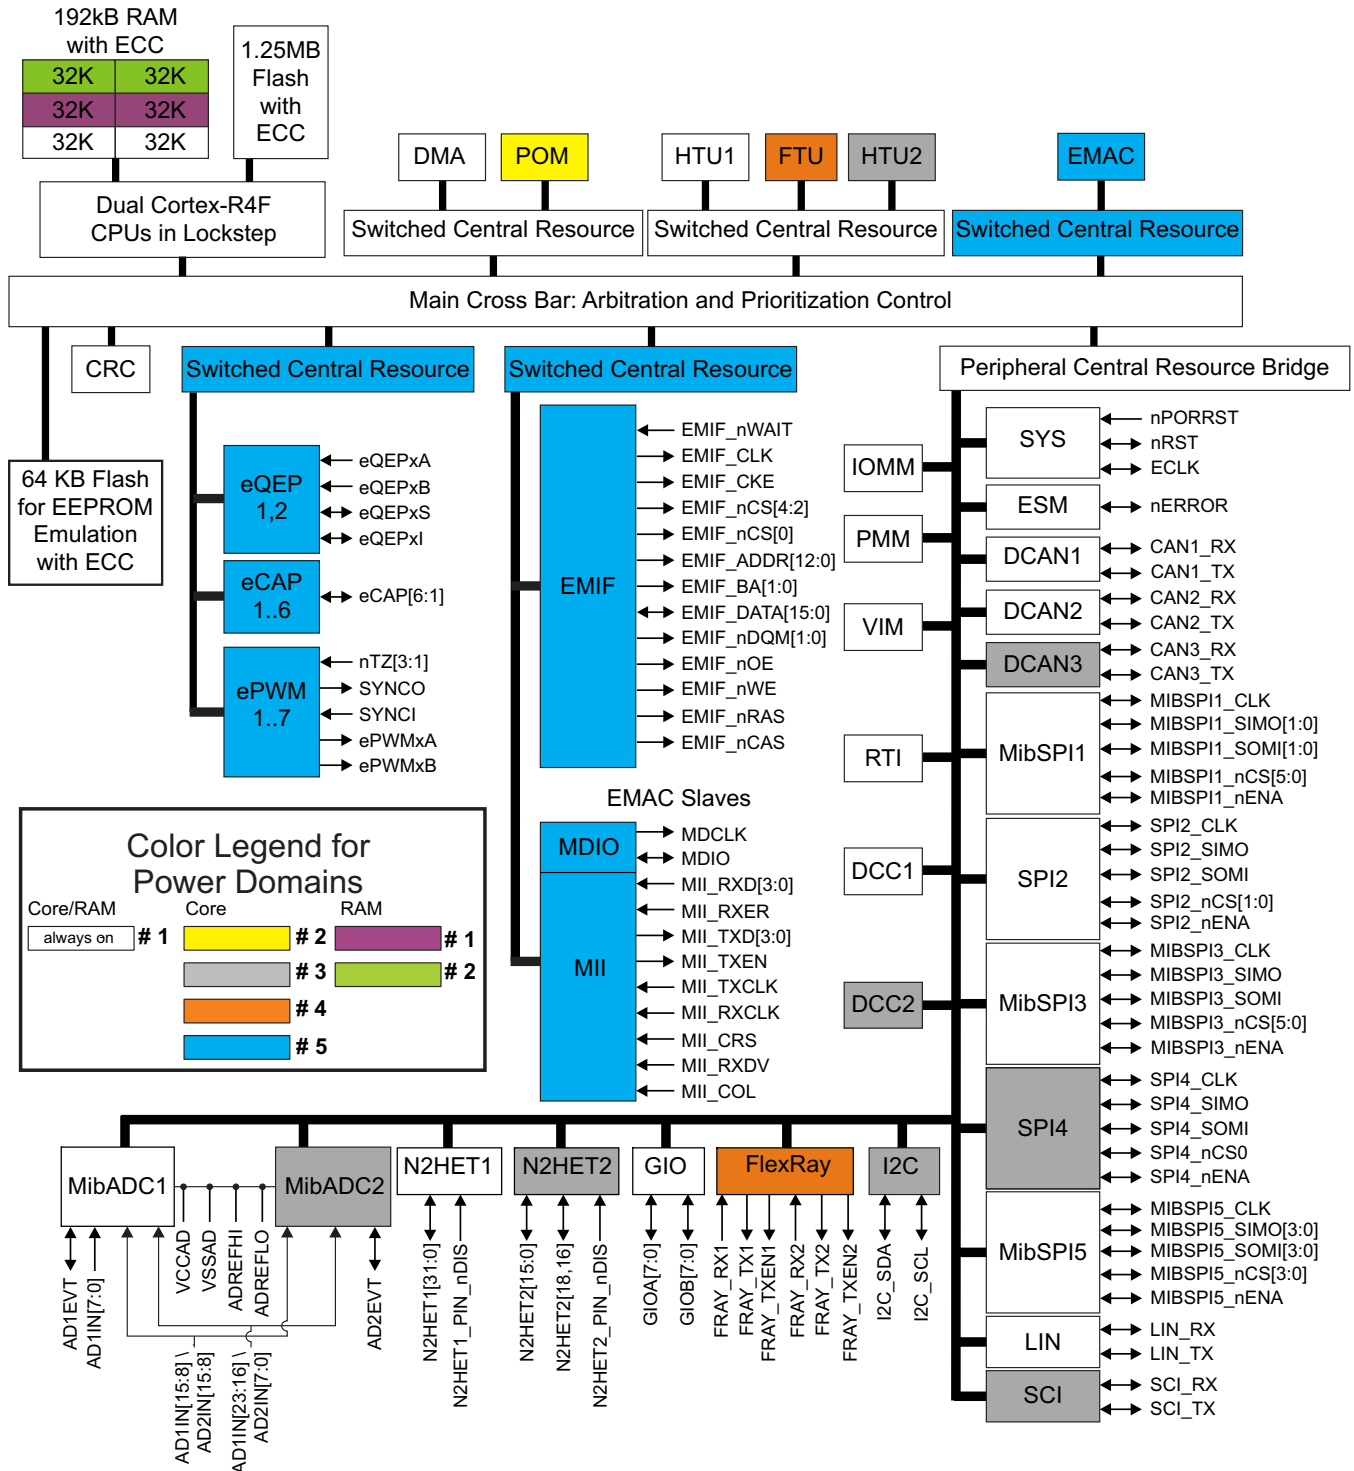 192kB RAM
with ECC
32K 32K
32K 32K
32K 32K
1.25MB
Flash
with
ECC
DMA
POM
HTU1
FTU
HTU2
EMAC
Dual Cortex-R4F
CPUs in Lockstep
Switched Central Resource
Switched Central Resource
Switched Central Resource
Main Cross Bar: Arbitration and Prioritization Control
CRC
Switched Central Resource
Switched Central Resource
Peripheral Central Resource Bridge
64 KB Flash
for EEPROM
Emulation
with ECC
eQEP
1,2
eQEPxA
eQEPxB
eQEPxS
eQEPxI
eCAP
1..6
eCAP[6:1]
ePWM
1..7
nTZ[3:1]
SYNCO
SYNCI
ePWMxA
ePWMxB
EMIF
EMIF_nWAIT
EMIF_CLK
EMIF_CKE
EMIF_nCS[4:2]
EMIF_nCS[0]
EMIF_ADDR[12:0]
EMIF_BA[1:0]
EMIF_DATA[15:0]
EMIF_nDQM[1:0]
EMIF_nOE
EMIF_nWE
EMIF_nRAS
EMIF_nCAS
EMAC Slaves
MDIO
MDCLK
MDIO
MII
MII_RXD[3:0]
MII_RXER
MII_TXD[3:0]
MII_TXEN
MII_TXCLK
MII_RXCLK
MII_CRS
MII_RXDV
MII_COL
IOMM
PMM
VIM
RTI
DCC1
DCC2
SYS
nPORRST
nRST
ECLK
ESM
nERROR
DCAN1
CAN1_RX
CAN1_TX
DCAN2
CAN2_RX
CAN2_TX
DCAN3
CAN3_RX
CAN3_TX
MibSPI1
MIBSPI1_CLK
MIBSPI1_SIMO[1:0]
MIBSPI1_SOMI[1:0]
MIBSPI1_nCS[5:0]
MIBSPI1_nENA
SPI2
SPI2_CLK
SPI2_SIMO
SPI2_SOMI
SPI2_nCS[1:0]
SPI2_nENA
MibSPI3
MIBSPI3_CLK
MIBSPI3_SIMO
MIBSPI3_SOMI
MIBSPI3_nCS[5:0]
MIBSPI3_nENA
SPI4
SPI4_CLK
SPI4_SIMO
SPI4_SOMI
SPI4_nCS0
SPI4_nENA
MibSPI5
MIBSPI5_CLK
MIBSPI5_SIMO[3:0]
MIBSPI5_SOMI[3:0]
MIBSPI5_nCS[3:0]
MIBSPI5_nENA
LIN
LIN_RX
LIN_TX
SCI
SCI_RX
SCI_TX
Color Legend for
Power Domains
Core/RAM Core RAM
always on # 1 # 2 # 1
# 3 # 2
# 4
# 5
MibADC1
MibADC2
N2HET1
N2HET2
GIO
FlexRay
I2C
AD1EVT
AD1IN[7:0]
VCCAD
VSSAD
ADREFHI
ADREFLO
AD2EVT
AD1IN[15:8] \
AD2IN[15:8]
AD1IN[23:16] \
AD2IN[7:0]
N2HET1[31:0]
N2HET1_PIN_nDIS
N2HET2[15:0]
N2HET2[18,16]
N2HET2_PIN_nDIS
GIOA[7:0]
GIOB[7:0]
FRAY_RX1
FRAY_TX1
FRAY_TXEN1
FRAY_RX2
FRAY_TX2
FRAY_TXEN2
I2C_SDA
I2C_SCL